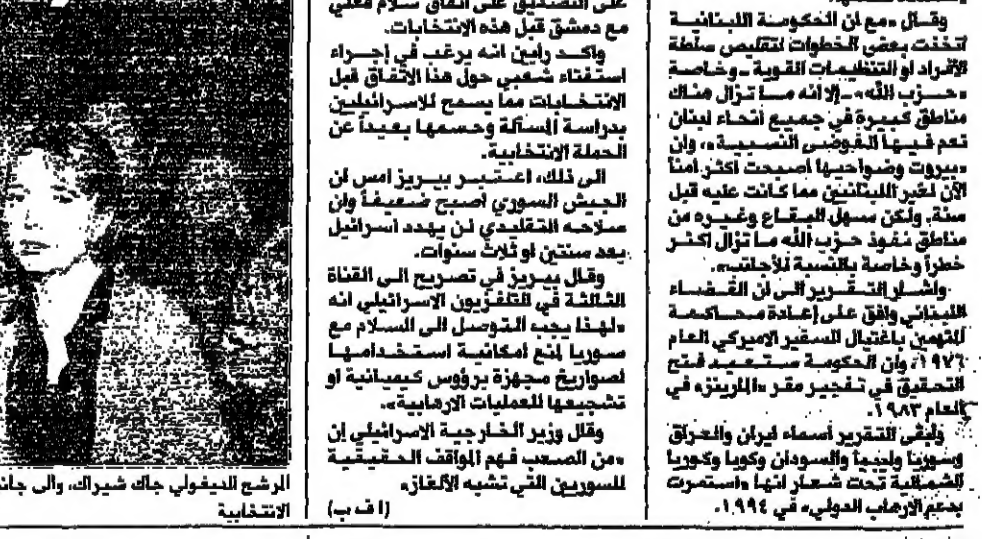 وقال «مع ان الحكومة اللبنانية
اتخذت بعض الخطوات لتقليص سلطة
الأفراد او التنظيمات القوية - وخاصة
«حزب الله» - إلا انه ما تزال هناك
مناطق كبيرة في جميع أنحاء لبنان
تعم فيها الفوضى النسبية»، وان
«بيروت وضواحيها اصبحت اكثر امناً
الآن لغير اللبنانيين مما كانت عليه قبل
سنة. ولكن سهل البقاع وغيره من
مناطق نفوذ حزب الله ما تزال اكثر
خطراً وخاصة بالنسبة للأجانب».
واشار التقرير الى ان القضاء
اللبناني وافق على إعادة محاكمة
المتهمين باغتيال السفير الاميركي العام
١٩٧٦، وان الحكومة ستعيد فتح
التحقيق في تفجير مقر «المارينز» في
العام ١٩٨٣.
وابقى التقرير أسماء ايران والعراق
وسوريا وليبيا والسودان وكوبا وكوريا
الشمالية تحت شعار انها «استمرت
بدعم الارهاب الدولي» في ١٩٩٤.
على التصديق على اتفاق سلام فعلي
مع دمشق قبل هذه الانتخابات.
واكد رابين انه يرغب في إجراء
استفتاء شعبي حول هذا الاتفاق قبل
الانتخابات مما يسمح للاسرائيليين
بدراسة المسألة وحسمها بعيداً عن
الحملة الانتخابية.
الى ذلك، اعتبر بيريز امس ان
الجيش السوري اصبح ضعيفاً وان
سلاحه التقليدي لن يهدد اسرائيل
بعد سنتين او ثلاث سنوات.
وقال بيريز في تصريح الى القناة
الثالثة في التلفزيون الاسرائيلي انه
«لهذا يجب التوصل الى السلام مع
سوريا لمنع امكانية استخدامها
لصواريخ مجهزة برؤوس كيميائية او
تشجيعها للعمليات الارهابية».
وقال وزير الخارجية الاسرائيلي إن
«من الصعب فهم المواقف الحقيقية
للسوريين التي تشبه الألغاز»
(ا ف ب)
المرشح الديغولي جاك شيراك، والى جانبه
الانتخابية